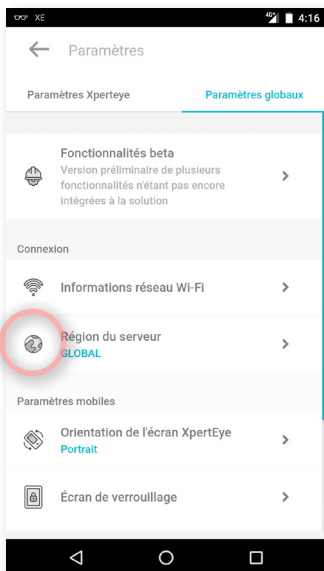 XE 4G 4:16
Paramètres
Paramètres Xperteye Paramètres globaux
Fonctionnalités beta
Version préliminaire de plusieurs
fonctionnalités n'étant pas encore
intégrées à la solution
Connexion
Informations réseau Wi-Fi
Région du serveur
GLOBAL
Paramètres mobiles
Orientation de l'écran XpertEye
Portrait
Écran de verrouillage